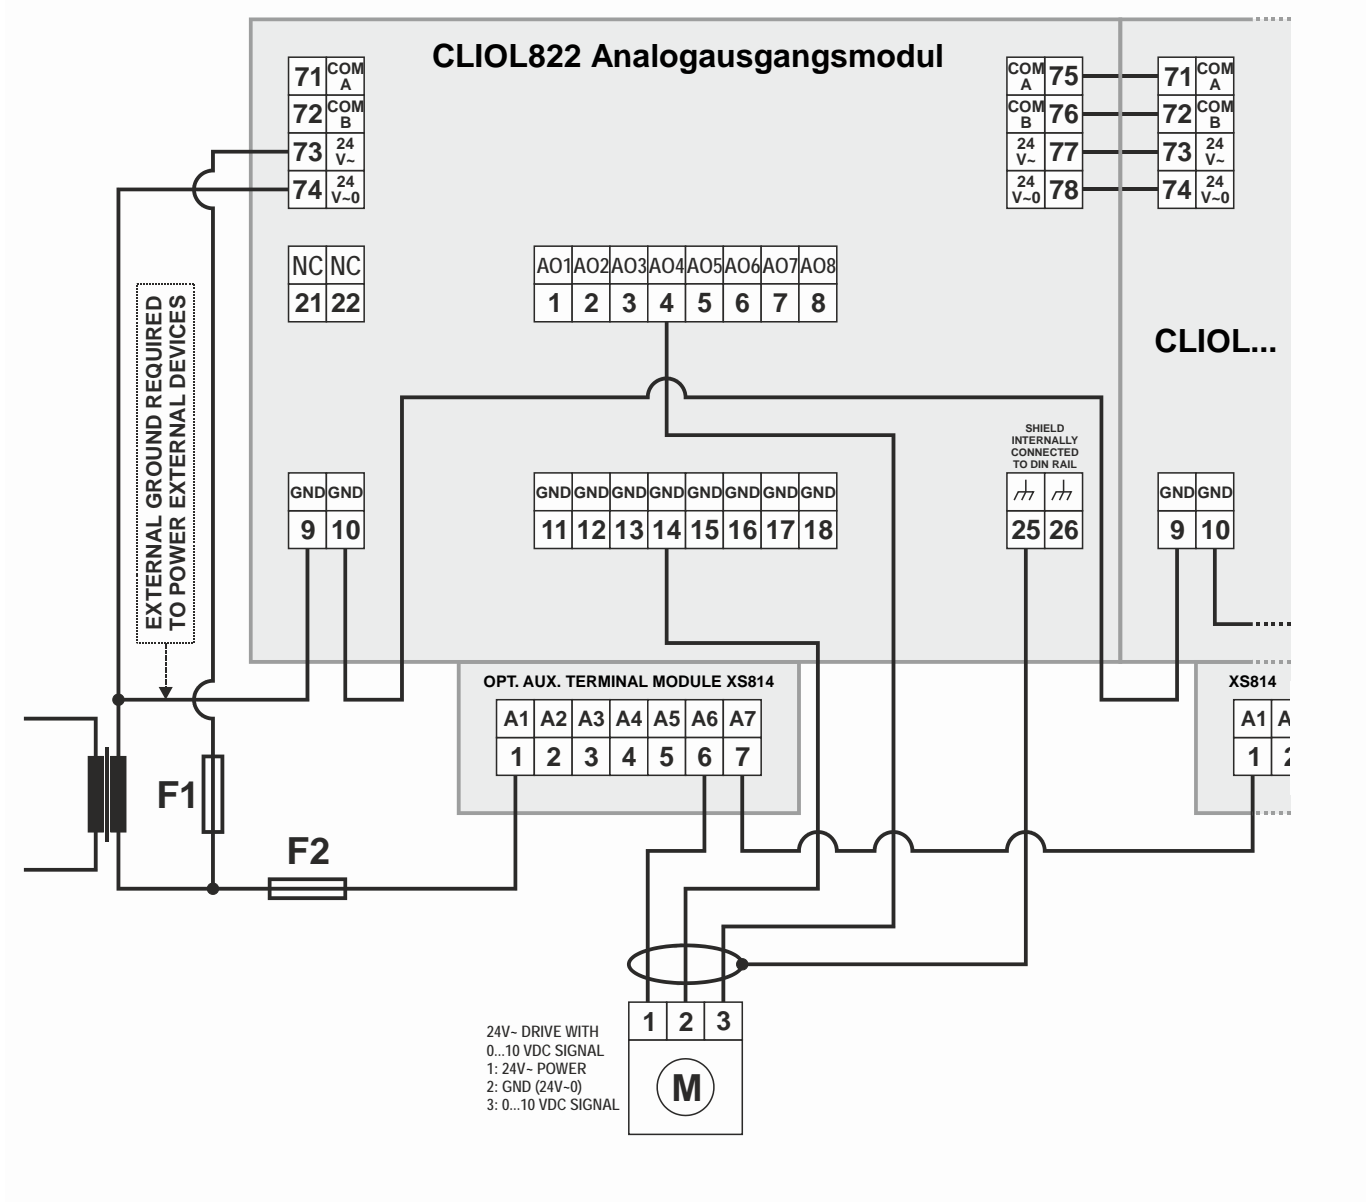 CLIOL822 Analogausgangsmodul
71 COM A
72 COM B
73 24 V~
74 24 V~0
COM A 75
COM B 76
24 V~ 77
24 V~0 78
71 COM A
72 COM B
73 24 V~
74 24 V~0
NC NC
21 22
AO1 AO2 AO3 AO4 AO5 AO6 AO7 AO8
1 2 3 4 5 6 7 8
CLIOL...
EXTERNAL GROUND REQUIRED
TO POWER EXTERNAL DEVICES
SHIELD
INTERNALLY
CONNECTED
TO DIN RAIL
GND GND
9 10
GND GND GND GND GND GND GND GND
11 12 13 14 15 16 17 18
25 26
GND GND
9 10
OPT. AUX. TERMINAL MODULE XS814
A1 A2 A3 A4 A5 A6 A7
1 2 3 4 5 6 7
XS814
A1 A
1 2
F1
F2
1 2 3
M
24V~ DRIVE WITH
0...10 VDC SIGNAL
1: 24V~ POWER
2: GND (24V~0)
3: 0...10 VDC SIGNAL